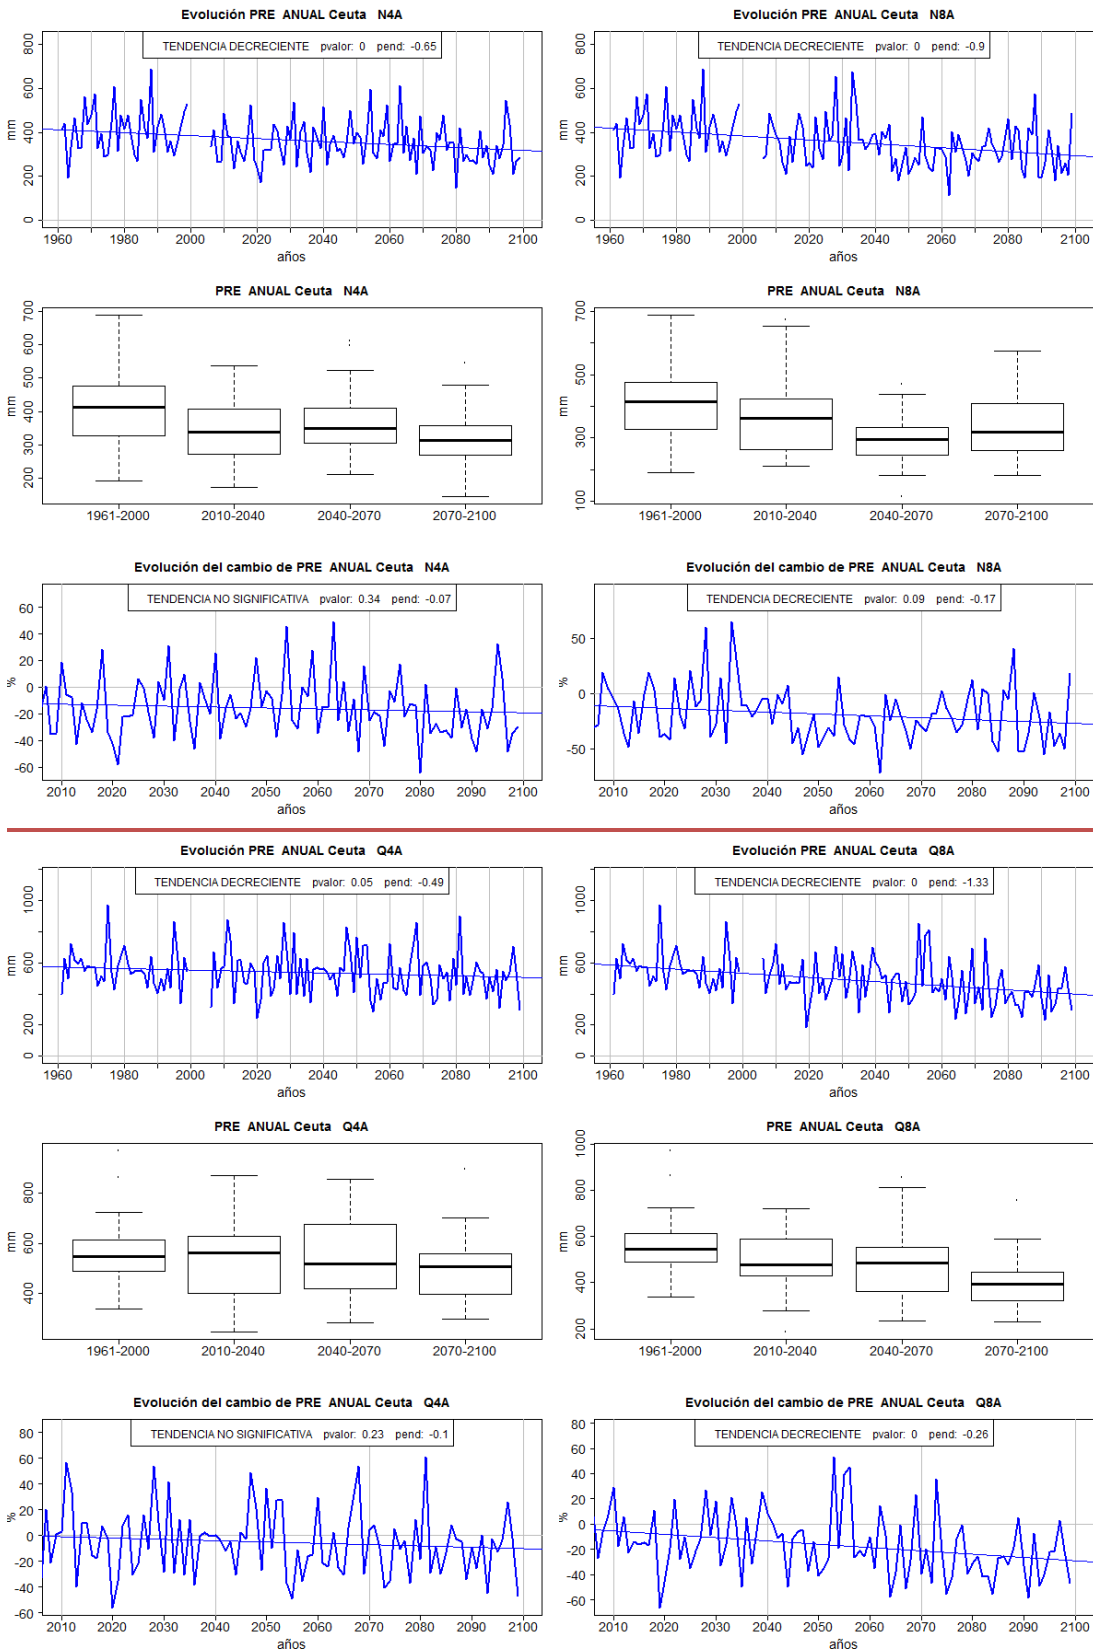 Evolución PRE ANUAL Ceuta N4A
TENDENCIA DECRECIENTE pvalor: 0 pend: -0.65
mm
0 200 400 600 800
1960 1980 2000 2020 2040 2060 2080 2100
años
Evolución PRE ANUAL Ceuta N8A
TENDENCIA DECRECIENTE pvalor: 0 pend: -0.9
mm
0 200 400 600 800
1960 1980 2000 2020 2040 2060 2080 2100
años
PRE ANUAL Ceuta N4A
mm
200 300 400 500 600 700
1961-2000 2010-2040 2040-2070 2070-2100
PRE ANUAL Ceuta N8A
mm
100 300 500 700
1961-2000 2010-2040 2040-2070 2070-2100
Evolución del cambio de PRE ANUAL Ceuta N4A
TENDENCIA NO SIGNIFICATIVA pvalor: 0.34 pend: -0.07
%
60
40
20
0
-20
-40
-60
2010 2020 2030 2040 2050 2060 2070 2080 2090 2100
años
Evolución del cambio de PRE ANUAL Ceuta N8A
TENDENCIA DECRECIENTE pvalor: 0.09 pend: -0.17
%
50
0
-50
2010 2020 2030 2040 2050 2060 2070 2080 2090 2100
años
Evolución PRE ANUAL Ceuta Q4A
TENDENCIA DECRECIENTE pvalor: 0.05 pend: -0.49
mm
0 200 600 1000
1960 1980 2000 2020 2040 2060 2080 2100
años
Evolución PRE ANUAL Ceuta Q8A
TENDENCIA DECRECIENTE pvalor: 0 pend: -1.33
mm
0 200 600 1000
1960 1980 2000 2020 2040 2060 2080 2100
años
PRE ANUAL Ceuta Q4A
mm
400 600 800
1961-2000 2010-2040 2040-2070 2070-2100
PRE ANUAL Ceuta Q8A
mm
200 400 600 800 1000
1961-2000 2010-2040 2040-2070 2070-2100
Evolución del cambio de PRE ANUAL Ceuta Q4A
TENDENCIA NO SIGNIFICATIVA pvalor: 0.23 pend: -0.1
%
80
60
40
20
0
-20
-40
-60
2010 2020 2030 2040 2050 2060 2070 2080 2090 2100
años
Evolución del cambio de PRE ANUAL Ceuta Q8A
TENDENCIA DECRECIENTE pvalor: 0 pend: -0.26
%
80
60
40
20
0
-20
-40
-60
2010 2020 2030 2040 2050 2060 2070 2080 2090 2100
años